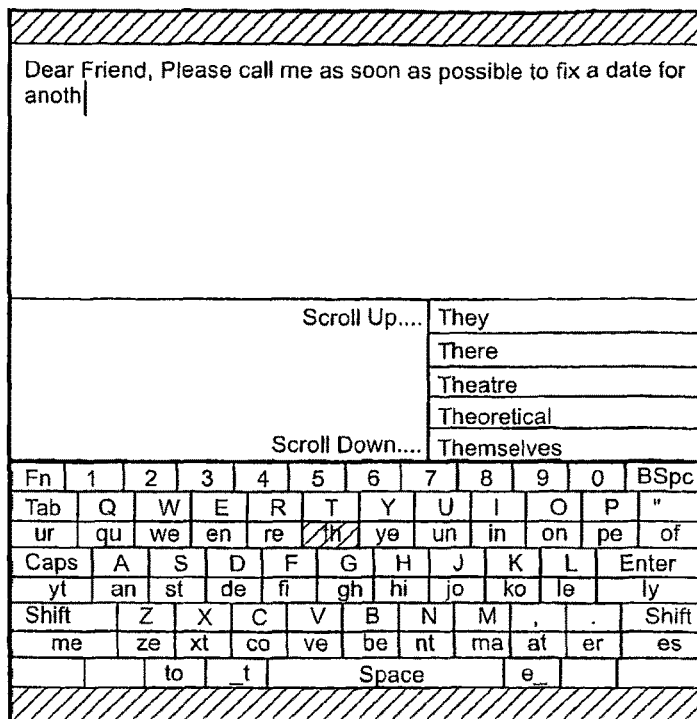 Dear Friend, Please call me as soon as possible to fix a date for
anoth
Scroll Up.... They
There
Theatre
Theoretical
Scroll Down.... Themselves
Fn 1 2 3 4 5 6 7 8 9 0 BSpc
Tab Q W E R T Y U I O P "
ur qu we en re th ye un in on pe of
Caps A S D F G H J K L Enter
yt an st de fi gh hi jo ko le ly
Shift Z X C V B N M , . Shift
me ze xt co ve be nt ma at er es
to _t Space e_